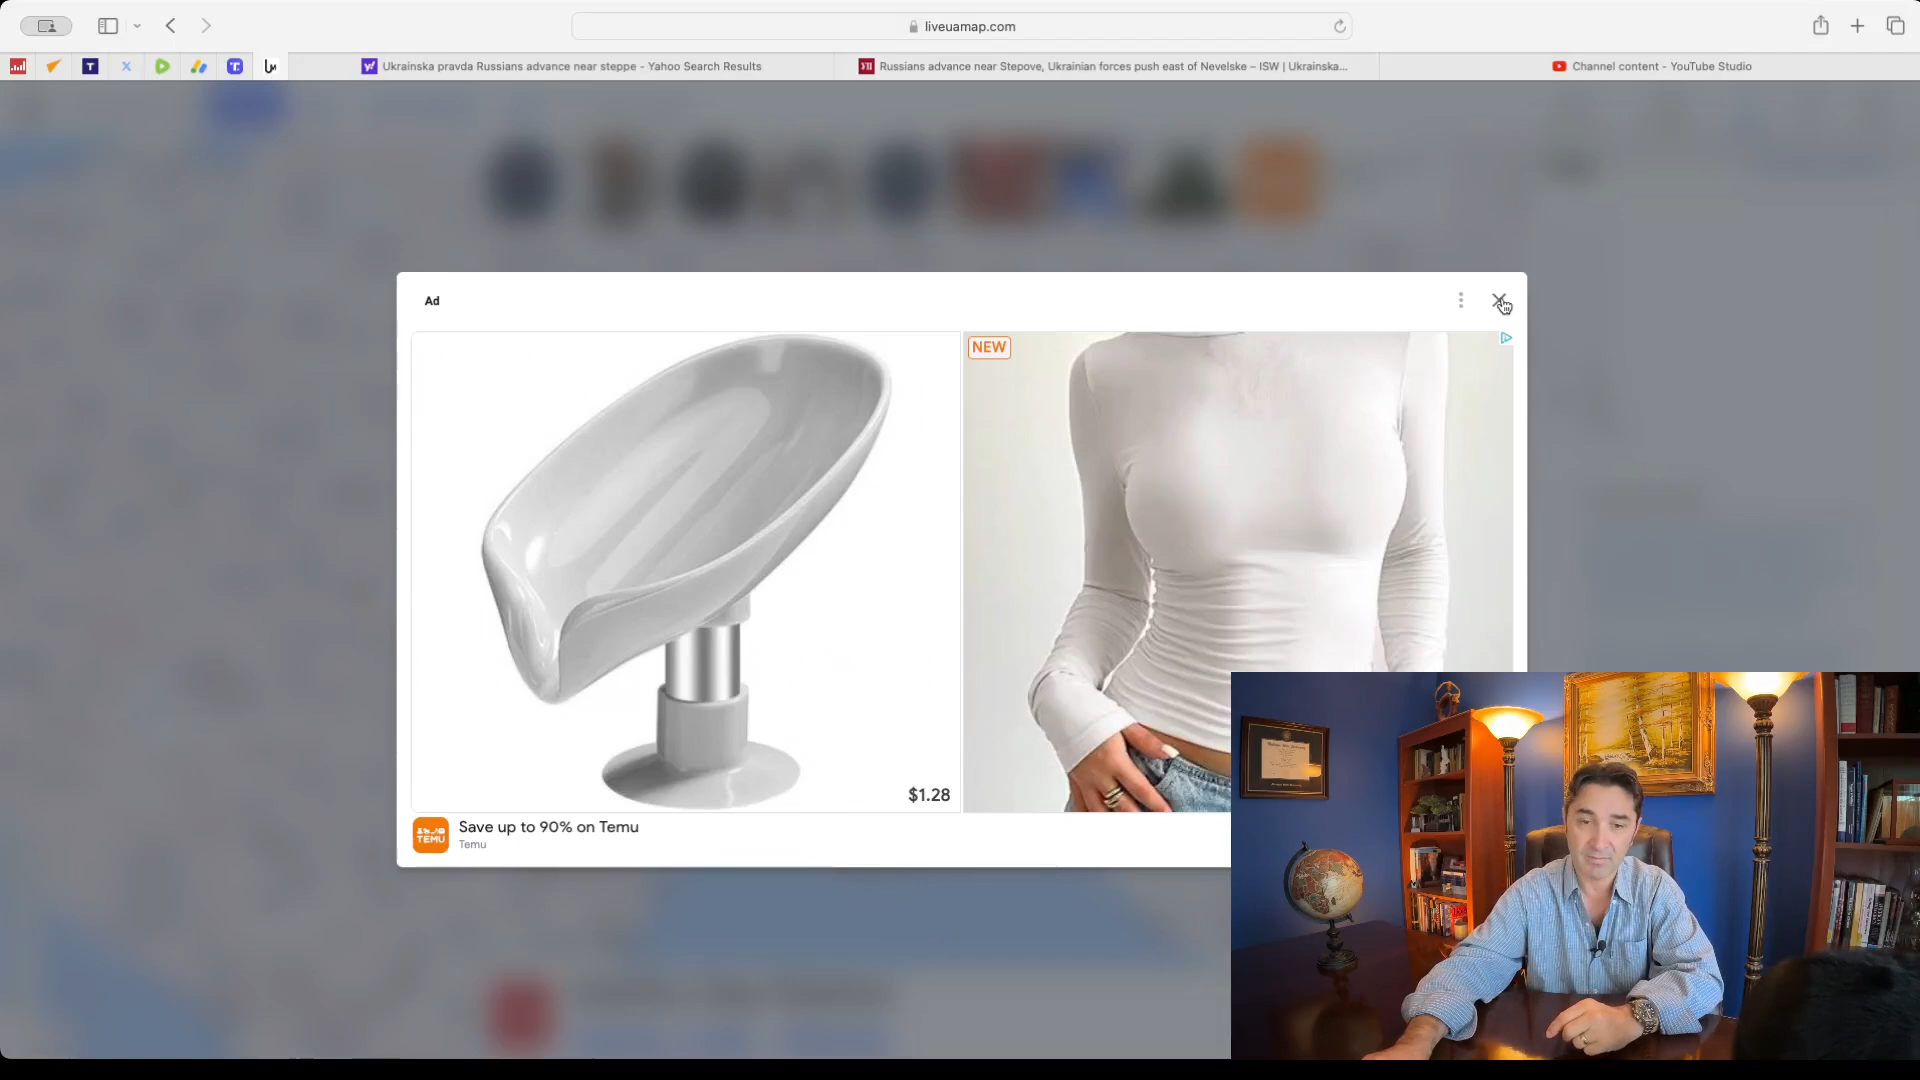 liveuamap.com
Ukrainska pravda Russians advance near steppe - Yahoo Search Results
Russians advance near Stepove, Ukrainian forces push east of Nevelske – ISW | Ukrainska...
Channel content - YouTube Studio
Ad
NEW
$1.28
TEMU
Save up to 90% on Temu
Temu